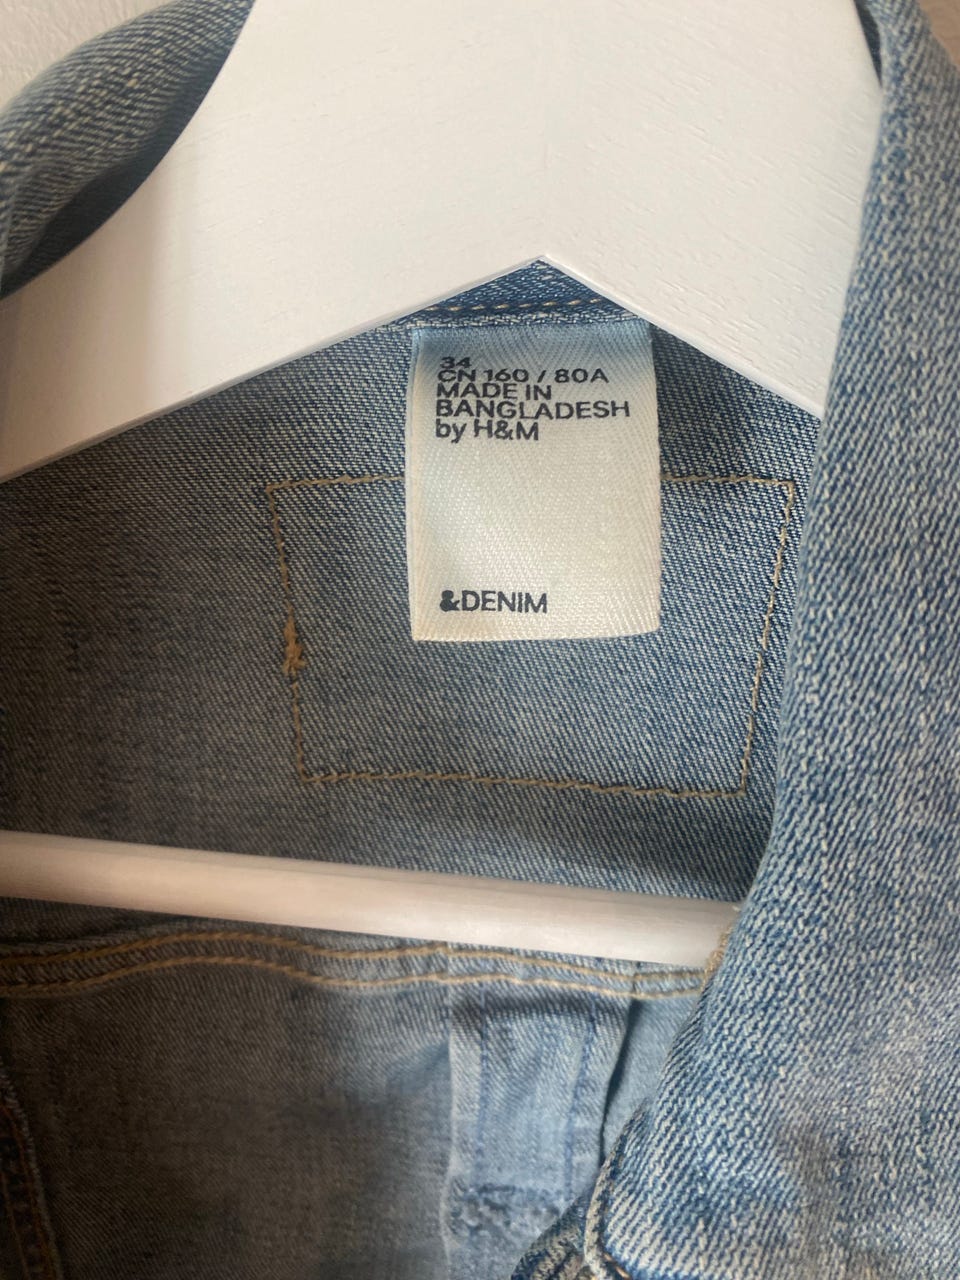 34
CN 160 / 80A
MADE IN
BANGLADESH
by H&M
&DENIM